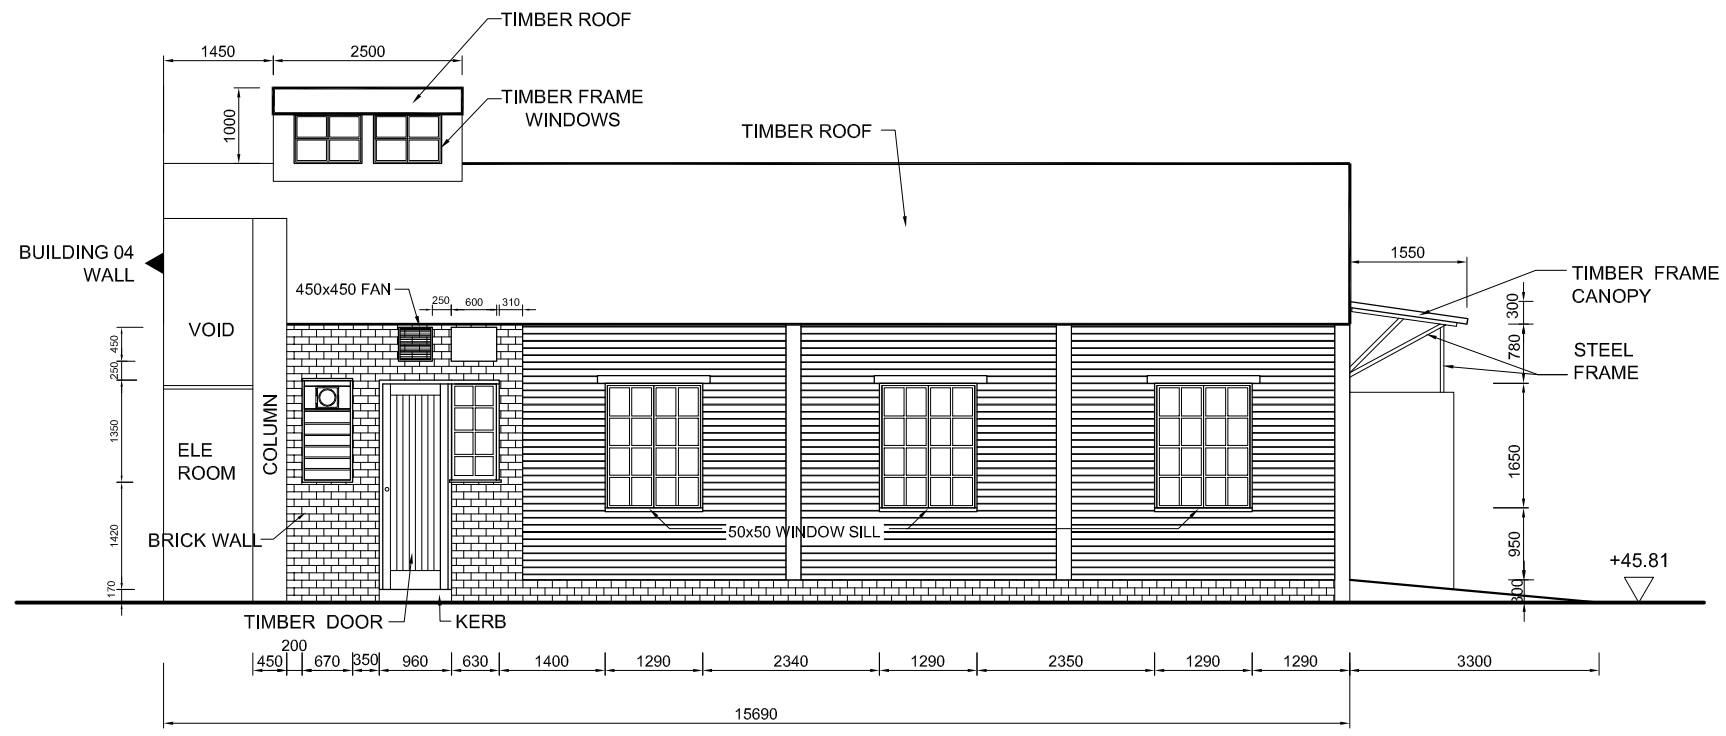 TIMBER ROOF
1450
2500
TIMBER FRAME
WINDOWS
1000
TIMBER ROOF
BUILDING 04
WALL
1550
TIMBER FRAME
CANOPY
450x450 FAN
250
600
310
300
VOID
450
780
STEEL
FRAME
250
1350
COLUMN
ELE
ROOM
1650
50x50 WINDOW SILL
BRICK WALL
1420
950
+45.81
170
300
TIMBER DOOR
KERB
200
450
670
350
960
630
1400
1290
2340
1290
2350
1290
1290
3300
15690